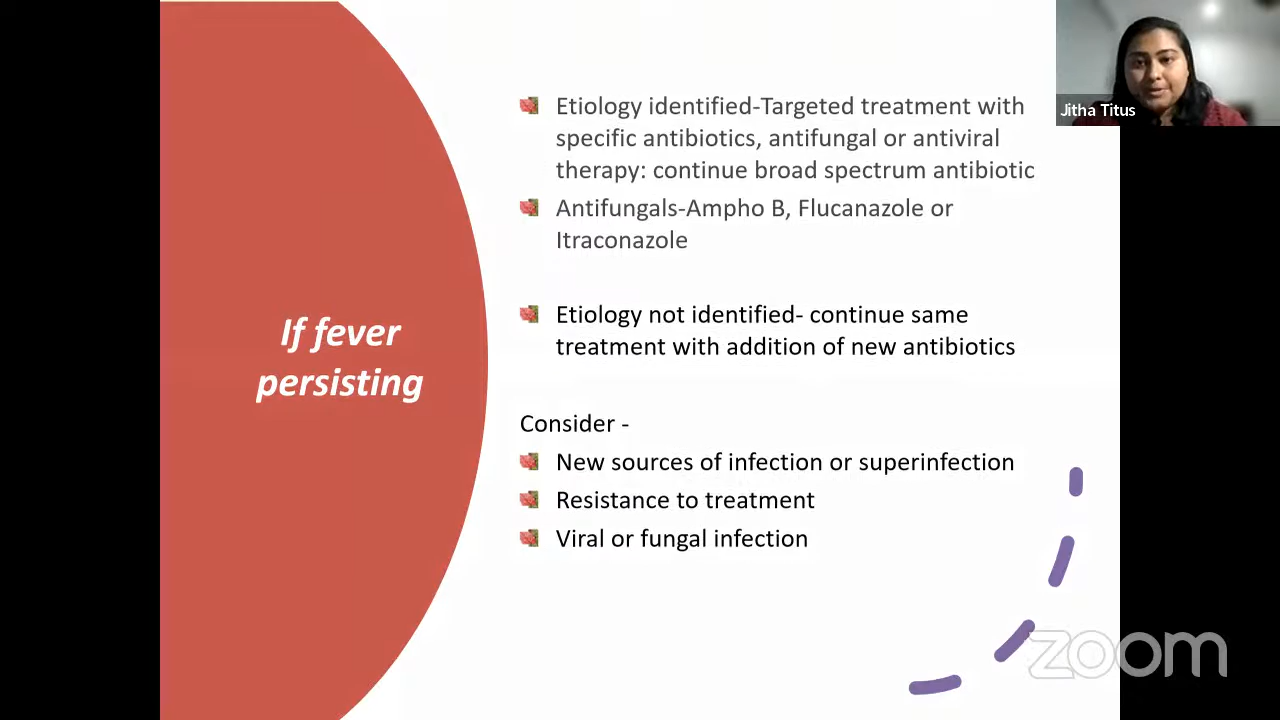 If fever
persisting
Etiology identified-Targeted treatment with
specific antibiotics, antifungal or antiviral
therapy: continue broad spectrum antibiotic
Antifungals-Ampho B, Flucanazole or
Itraconazole
Etiology not identified- continue same
treatment with addition of new antibiotics
Consider -
New sources of infection or superinfection
Resistance to treatment
Viral or fungal infection
Jitha Titus
zoom